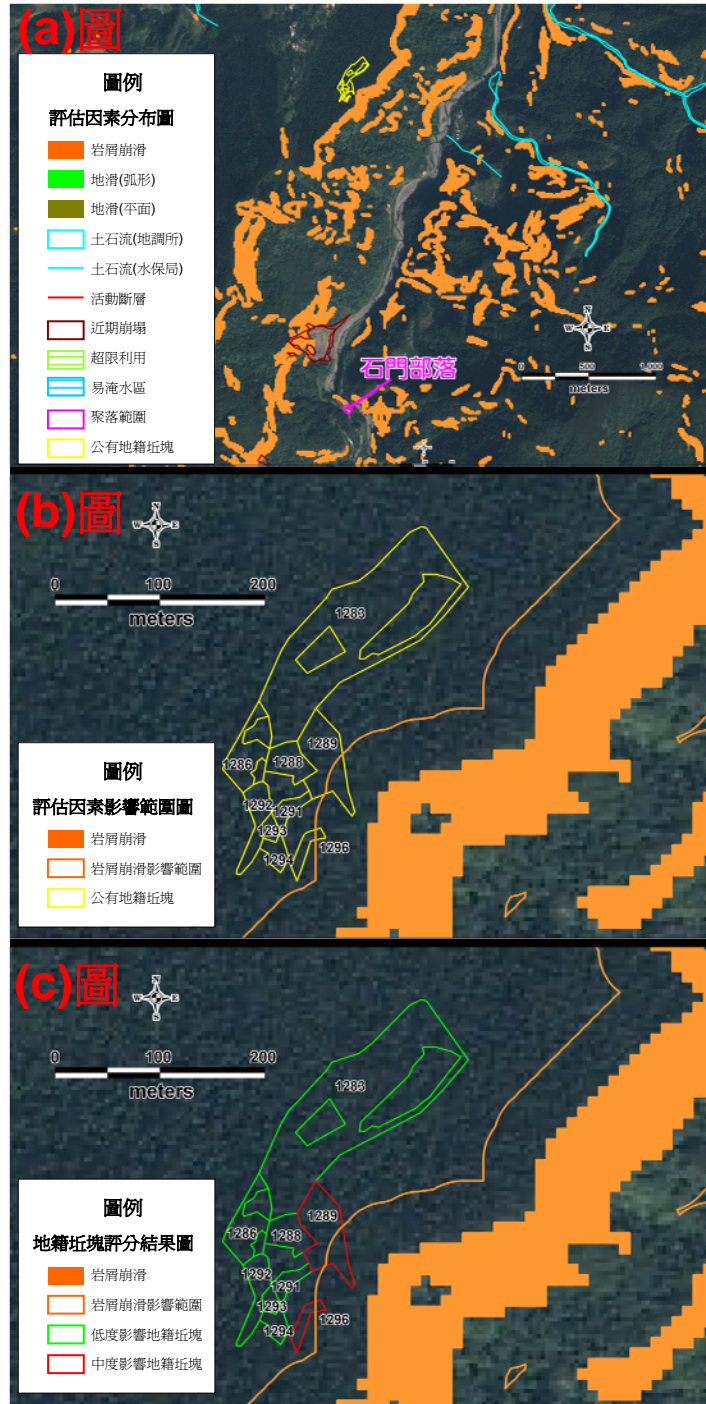 (a)圖
圖例
評估因素分布圖
岩屑崩滑
地滑(弧形)
地滑(平面)
土石流(地調所)
土石流(水保局)
活動斷層
近期崩塌
超限利用
易淹水區
聚落範圍
公有地籍坵塊
石門部落
N
W E
S
0 500 1,000
meters
(b)圖
N
W E
S
0 100 200
meters
1283
1289
1286
1288
1292
1291
1293
1296
1294
圖例
評估因素影響範圍圖
岩屑崩滑
岩屑崩滑影響範圍
公有地籍坵塊
(c)圖
N
W E
S
0 100 200
meters
1283
1289
1286
1288
1292
1291
1293
1296
1294
圖例
地籍坵塊評分結果圖
岩屑崩滑
岩屑崩滑影響範圍
低度影響地籍坵塊
中度影響地籍坵塊